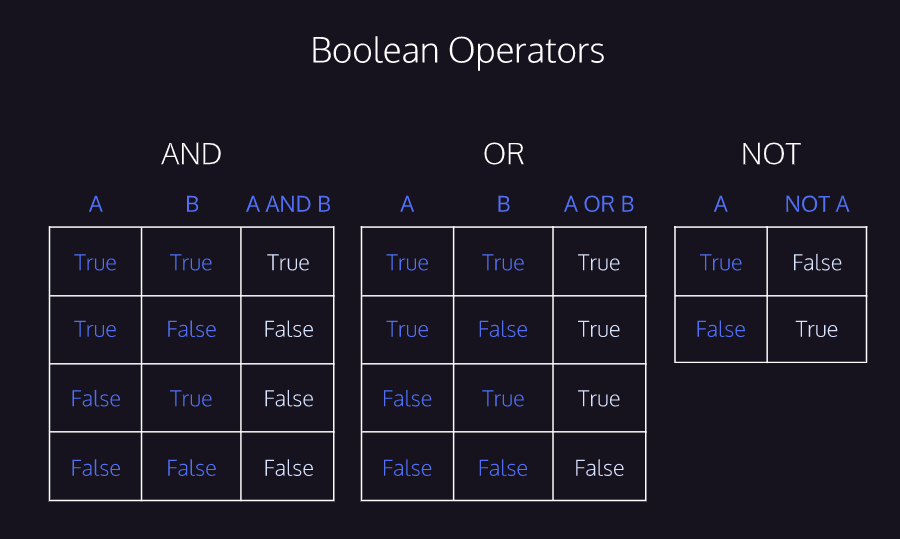 Boolean Operators
AND OR NOT
A B A AND B A B A OR B A NOT A
True True True True True True True False
True False False True False True False True
False True False False True True
False False False False False False